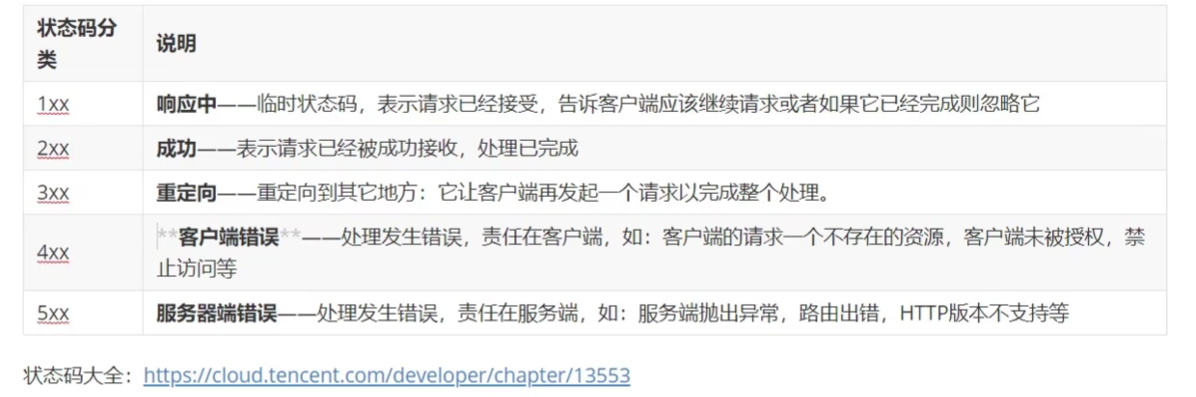 状态码分
类
说明
1xx
响应中——临时状态码，表示请求已经接受，告诉客户端应该继续请求或者如果它已经完成则忽略它
2xx
成功——表示请求已经被成功接收，处理已完成
3xx
重定向——重定向到其它地方：它让客户端再发起一个请求以完成整个处理。
4xx
**客户端错误**——处理发生错误，责任在客户端，如：客户端的请求一个不存在的资源，客户端未被授权，禁
止访问等
5xx
服务器端错误——处理发生错误，责任在服务端，如：服务端抛出异常，路由出错，HTTP版本不支持等
状态码大全：https://cloud.tencent.com/developer/chapter/13553